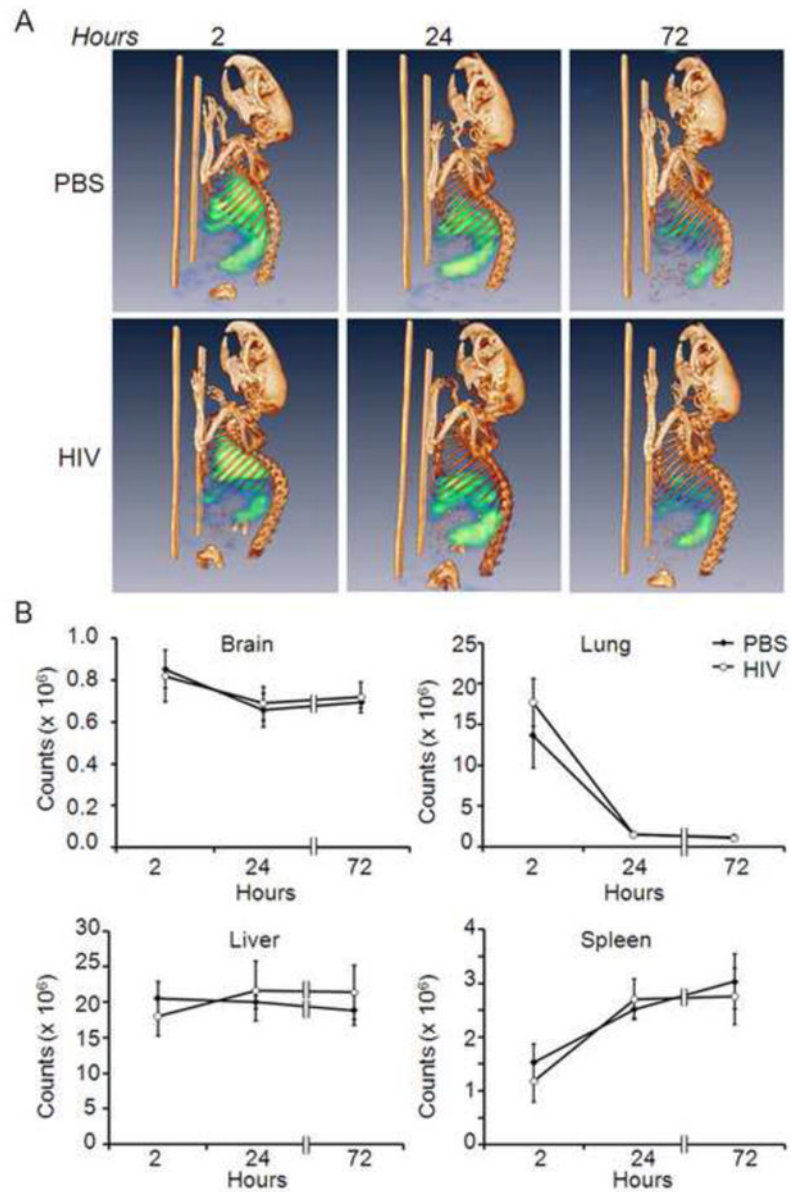 A
Hours 2 24 72
PBS
HIV
B
Brain
Counts (x 10⁶)
1.0
0.8
0.6
0.4
0.2
0.0
2 24 72
Hours
Lung
PBS
HIV
Counts (x 10⁶)
25
20
15
10
5
0
2 24 72
Hours
Liver
Counts (x 10⁶)
30
25
20
15
10
5
0
2 24 72
Hours
Spleen
Counts (x 10⁶)
4
3
2
1
0
2 24 72
Hours